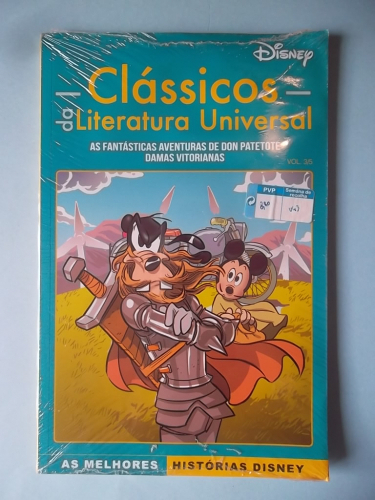 Disney
Clássicos
da Literatura Universal
AS FANTÁSTICAS AVENTURAS DE DON PATETOTE
DAMAS VITORIANAS
VOL. 35
PVP
AS MELHORES HISTÓRIAS DISNEY